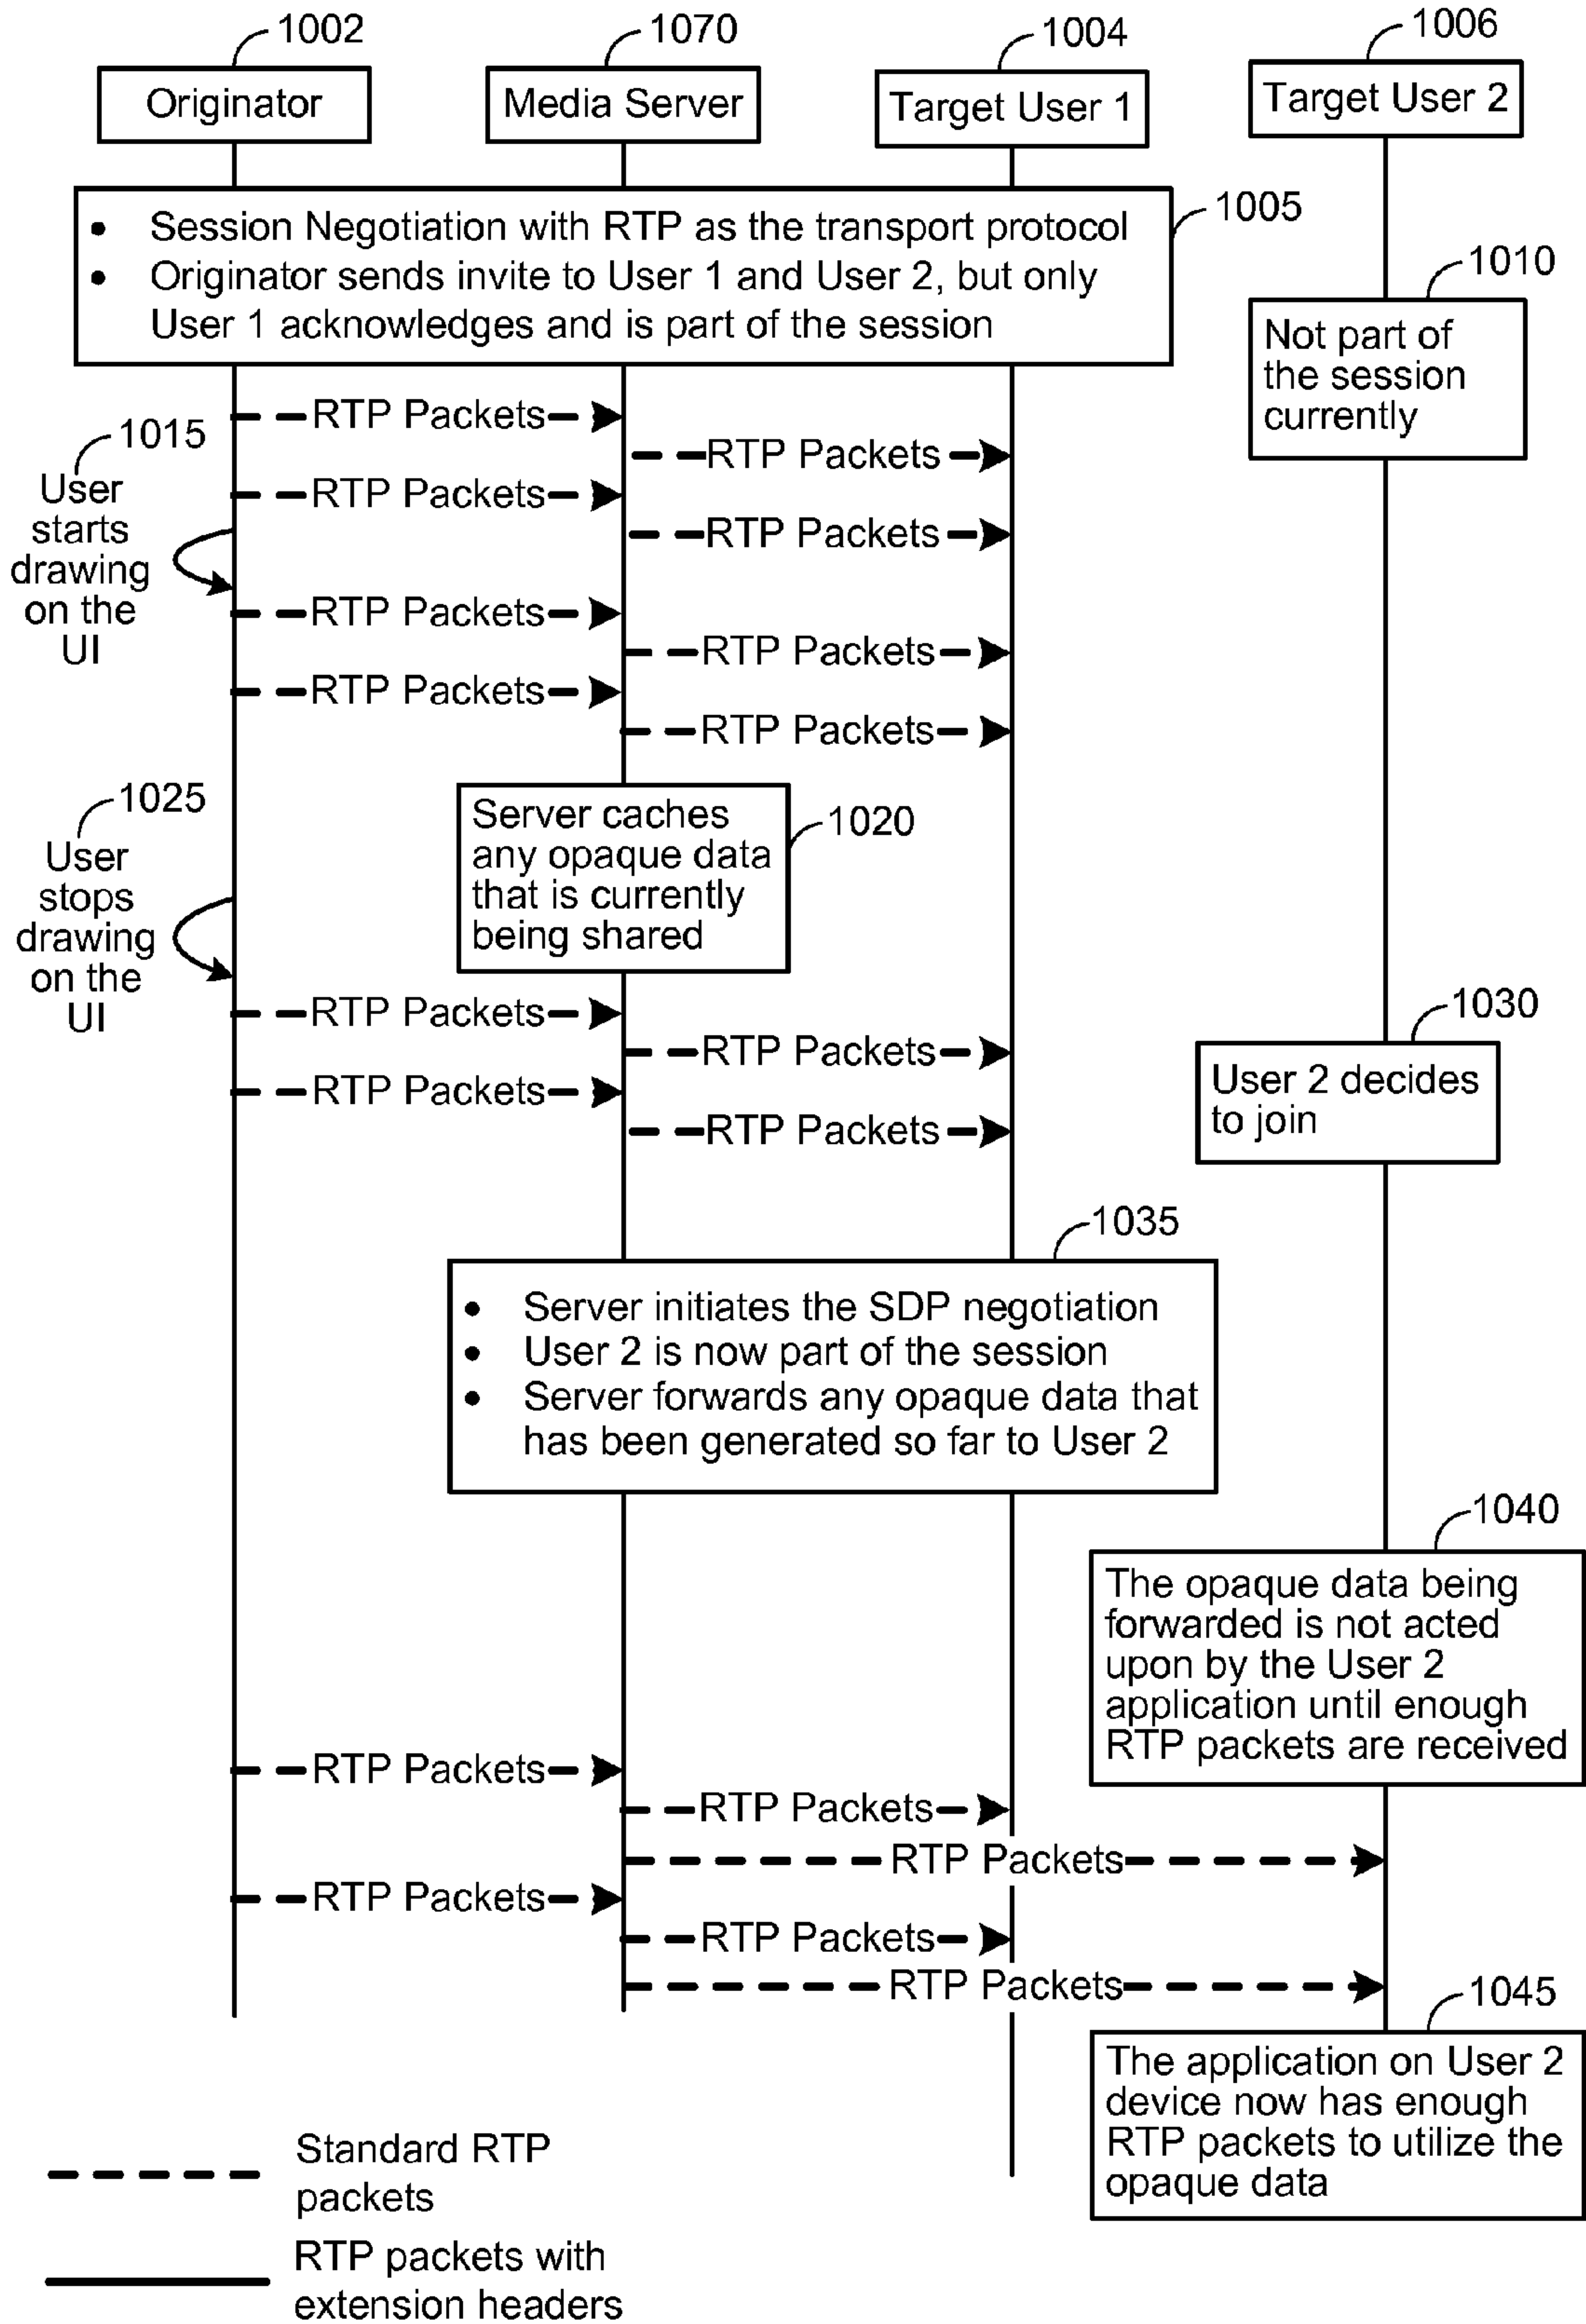 1002
1070
1004
1006
Originator
Media Server
Target User 1
Target User 2
1005
• Session Negotiation with RTP as the transport protocol
• Originator sends invite to User 1 and User 2, but only
User 1 acknowledges and is part of the session
1010
Not part of
the session
currently
RTP Packets
RTP Packets
1015
User
starts
drawing
on the
UI
RTP Packets
RTP Packets
RTP Packets
RTP Packets
RTP Packets
RTP Packets
1025
User
stops
drawing
on the
UI
Server caches
any opaque data
that is currently
being shared
1020
RTP Packets
RTP Packets
RTP Packets
RTP Packets
1030
User 2 decides
to join
1035
• Server initiates the SDP negotiation
• User 2 is now part of the session
• Server forwards any opaque data that
has been generated so far to User 2
1040
The opaque data being
forwarded is not acted
upon by the User 2
application until enough
RTP packets are received
RTP Packets
RTP Packets
RTP Packets
RTP Packets
RTP Packets
RTP Packets
1045
The application on User 2
device now has enough
RTP packets to utilize the
opaque data
Standard RTP
packets
RTP packets with
extension headers